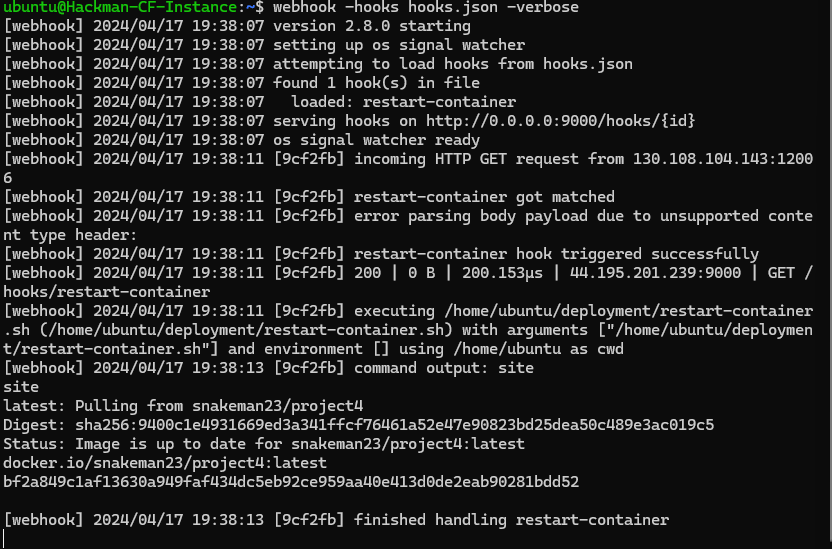 ubuntu@Hackman-CF-Instance:~$ webhook -hooks hooks.json -verbose
[webhook] 2024/04/17 19:38:07 version 2.8.0 starting
[webhook] 2024/04/17 19:38:07 setting up os signal watcher
[webhook] 2024/04/17 19:38:07 attempting to load hooks from hooks.json
[webhook] 2024/04/17 19:38:07 found 1 hook(s) in file
[webhook] 2024/04/17 19:38:07   loaded: restart-container
[webhook] 2024/04/17 19:38:07 serving hooks on http://0.0.0.0:9000/hooks/{id}
[webhook] 2024/04/17 19:38:07 os signal watcher ready
[webhook] 2024/04/17 19:38:11 [9cf2fb] incoming HTTP GET request from 130.108.104.143:1200
6
[webhook] 2024/04/17 19:38:11 [9cf2fb] restart-container got matched
[webhook] 2024/04/17 19:38:11 [9cf2fb] error parsing body payload due to unsupported conte
nt type header:
[webhook] 2024/04/17 19:38:11 [9cf2fb] restart-container hook triggered successfully
[webhook] 2024/04/17 19:38:11 [9cf2fb] 200 | 0 B | 200.153µs | 44.195.201.239:9000 | GET /
hooks/restart-container
[webhook] 2024/04/17 19:38:11 [9cf2fb] executing /home/ubuntu/deployment/restart-container
.sh (/home/ubuntu/deployment/restart-container.sh) with arguments ["/home/ubuntu/deploymen
t/restart-container.sh"] and environment [] using /home/ubuntu as cwd
[webhook] 2024/04/17 19:38:13 [9cf2fb] command output: site
site
latest: Pulling from snakeman23/project4
Digest: sha256:9400c1e4931669ed3a341ffcf76461a52e47e90823bd25dea50c489e3ac019c5
Status: Image is up to date for snakeman23/project4:latest
docker.io/snakeman23/project4:latest
bf2a849c1af13630a949faf434dc5eb92ce959aa40e413d0de2eab90281bdd52
[webhook] 2024/04/17 19:38:13 [9cf2fb] finished handling restart-container